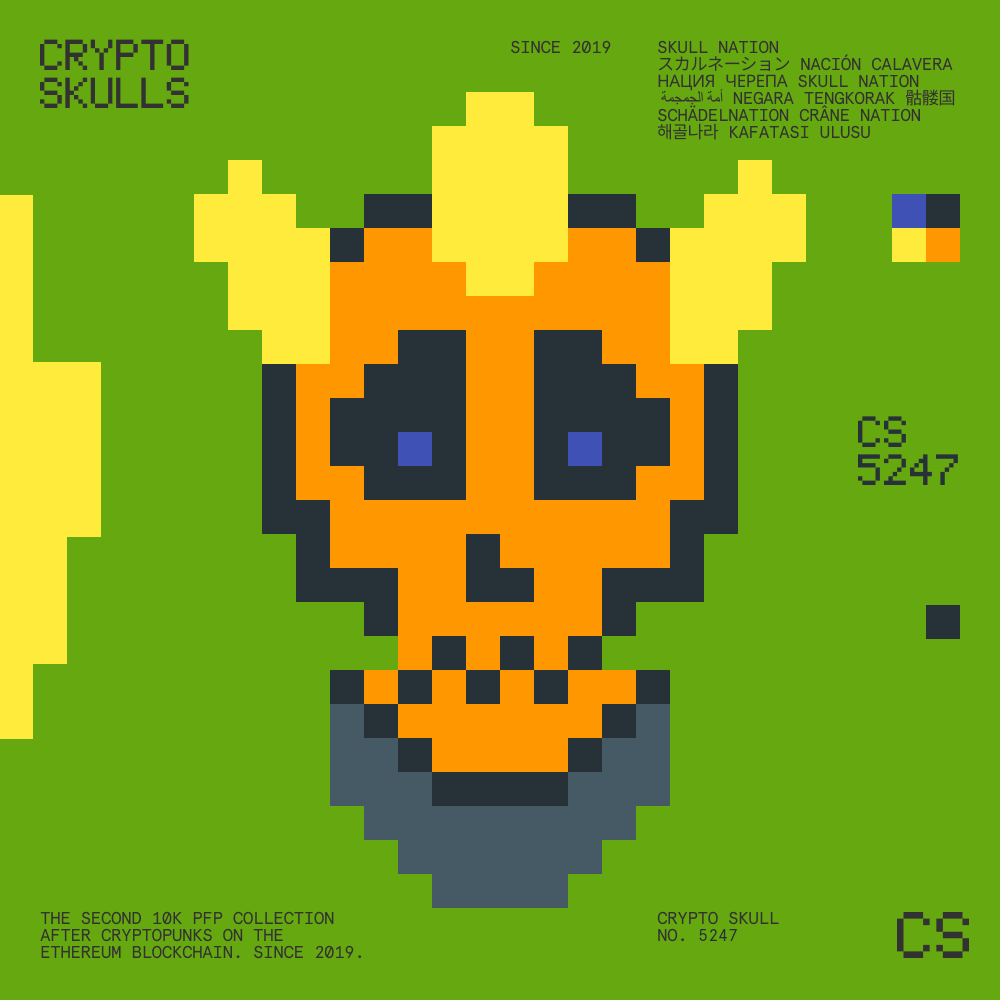 CRYPTO
SKULLS
SINCE 2019
SKULL NATION
スカルネーション NACIÓN CALAVERA
НАЦИЯ ЧЕРЕПА SKULL NATION
أمة الجمجمة NEGARA TENGKORAK 骷髅国
SCHÄDELNATION CRÂNE NATION
해골나라 KAFATASI ULUSU
CS
5247
THE SECOND 10K PFP COLLECTION
AFTER CRYPTOPUNKS ON THE
ETHEREUM BLOCKCHAIN. SINCE 2019.
CRYPTO SKULL
NO. 5247
CS